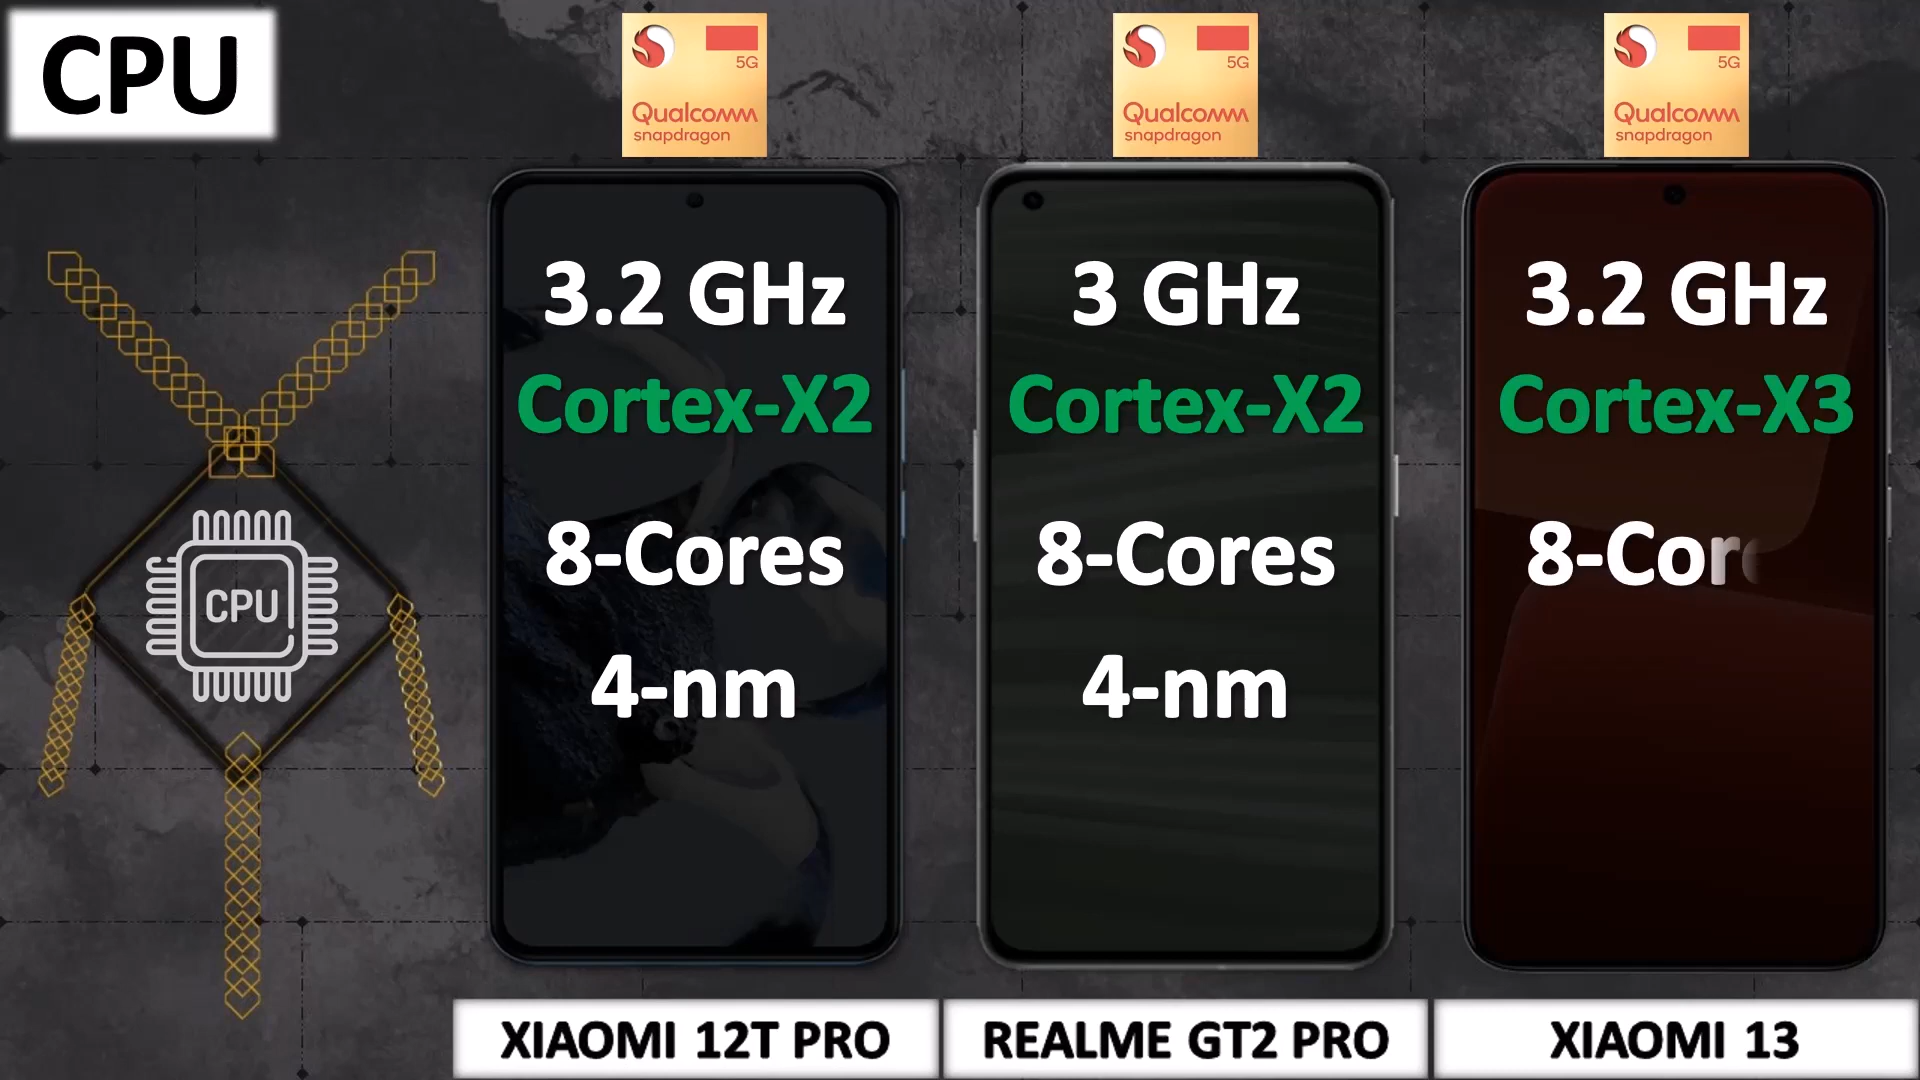 CPU
5G
Qualcomm
snapdragon
5G
Qualcomm
snapdragon
5G
Qualcomm
snapdragon
3.2 GHz
Cortex-X2
8-Cores
4-nm
3 GHz
Cortex-X2
8-Cores
4-nm
3.2 GHz
Cortex-X3
8-Cor
CPU
XIAOMI 12T PRO
REALME GT2 PRO
XIAOMI 13